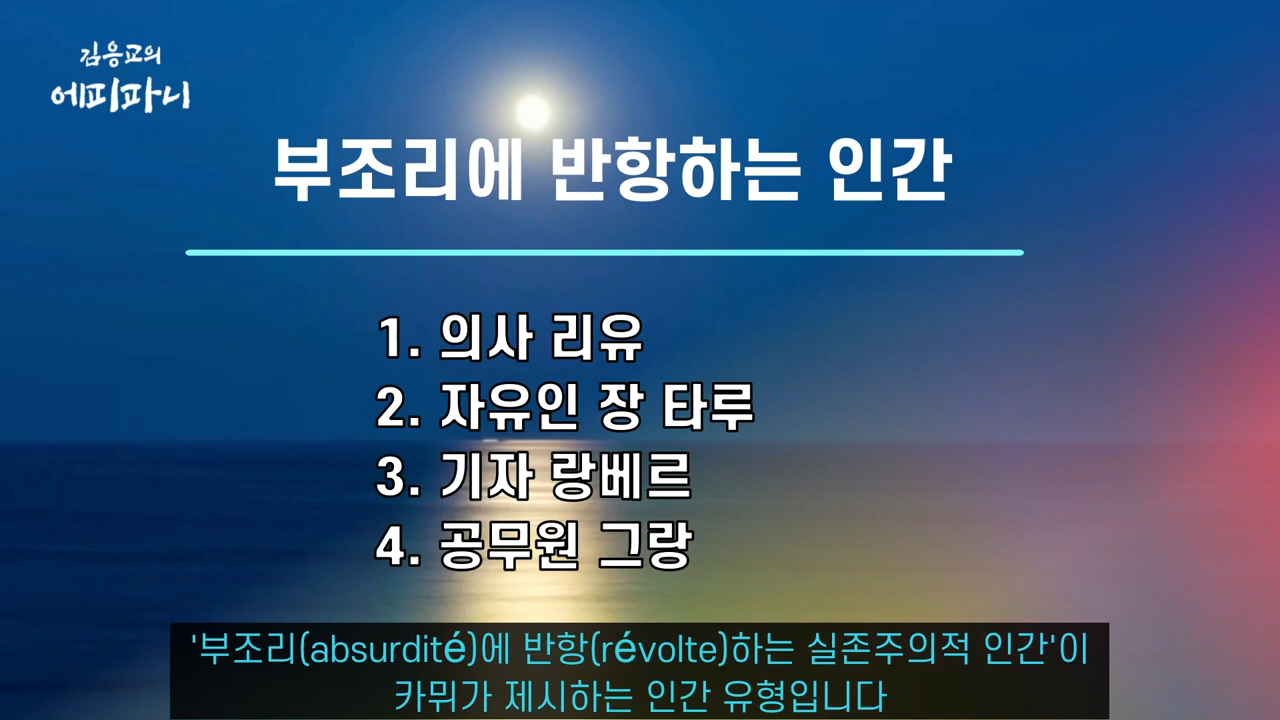 김응교의
에피파니
부조리에 반항하는 인간
1. 의사 리유
2. 자유인 장 타루
3. 기자 랑베르
4. 공무원 그랑
'부조리(absurdité)에 반항(révolte)하는 실존주의적 인간'이
카뮈가 제시하는 인간 유형입니다